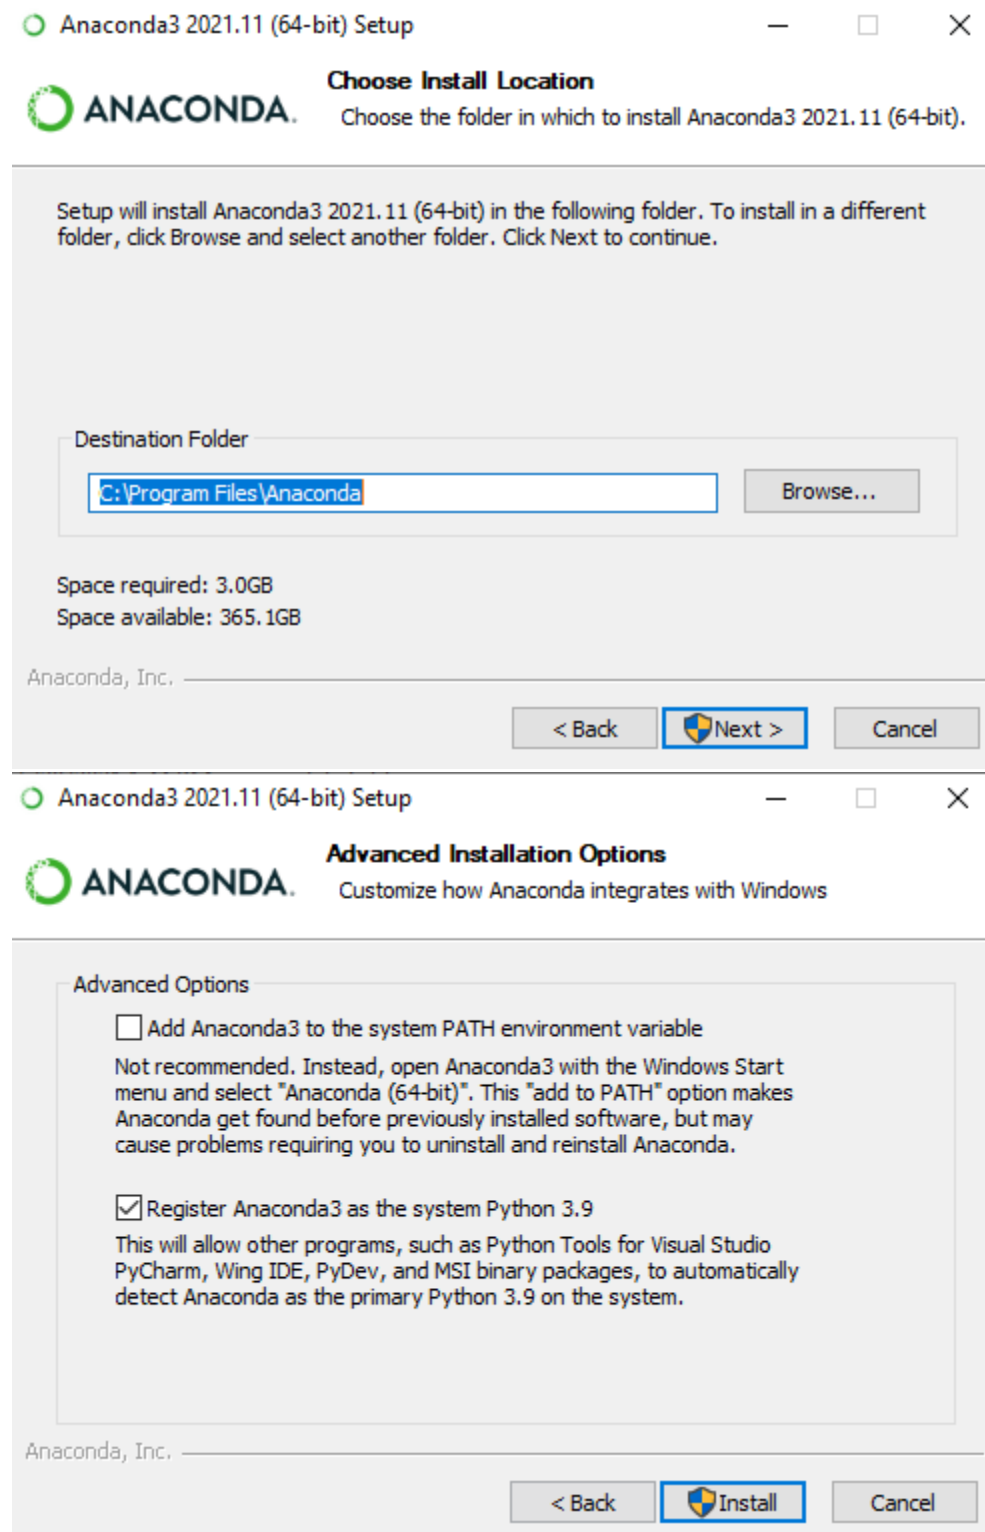 Anaconda3 2021.11 (64-bit) Setup
ANACONDA.
Choose Install Location
Choose the folder in which to install Anaconda3 2021.11 (64-bit).
Setup will install Anaconda3 2021.11 (64-bit) in the following folder. To install in a different
folder, click Browse and select another folder. Click Next to continue.
Destination Folder
C:\Program Files\Anaconda
Browse...
Space required: 3.0GB
Space available: 365.1GB
Anaconda, Inc.
< Back
Next >
Cancel
Anaconda3 2021.11 (64-bit) Setup
ANACONDA.
Advanced Installation Options
Customize how Anaconda integrates with Windows
Advanced Options
Add Anaconda3 to the system PATH environment variable
Not recommended. Instead, open Anaconda3 with the Windows Start
menu and select "Anaconda (64-bit)". This "add to PATH" option makes
Anaconda get found before previously installed software, but may
cause problems requiring you to uninstall and reinstall Anaconda.
Register Anaconda3 as the system Python 3.9
This will allow other programs, such as Python Tools for Visual Studio
PyCharm, Wing IDE, PyDev, and MSI binary packages, to automatically
detect Anaconda as the primary Python 3.9 on the system.
Anaconda, Inc.
< Back
Install
Cancel